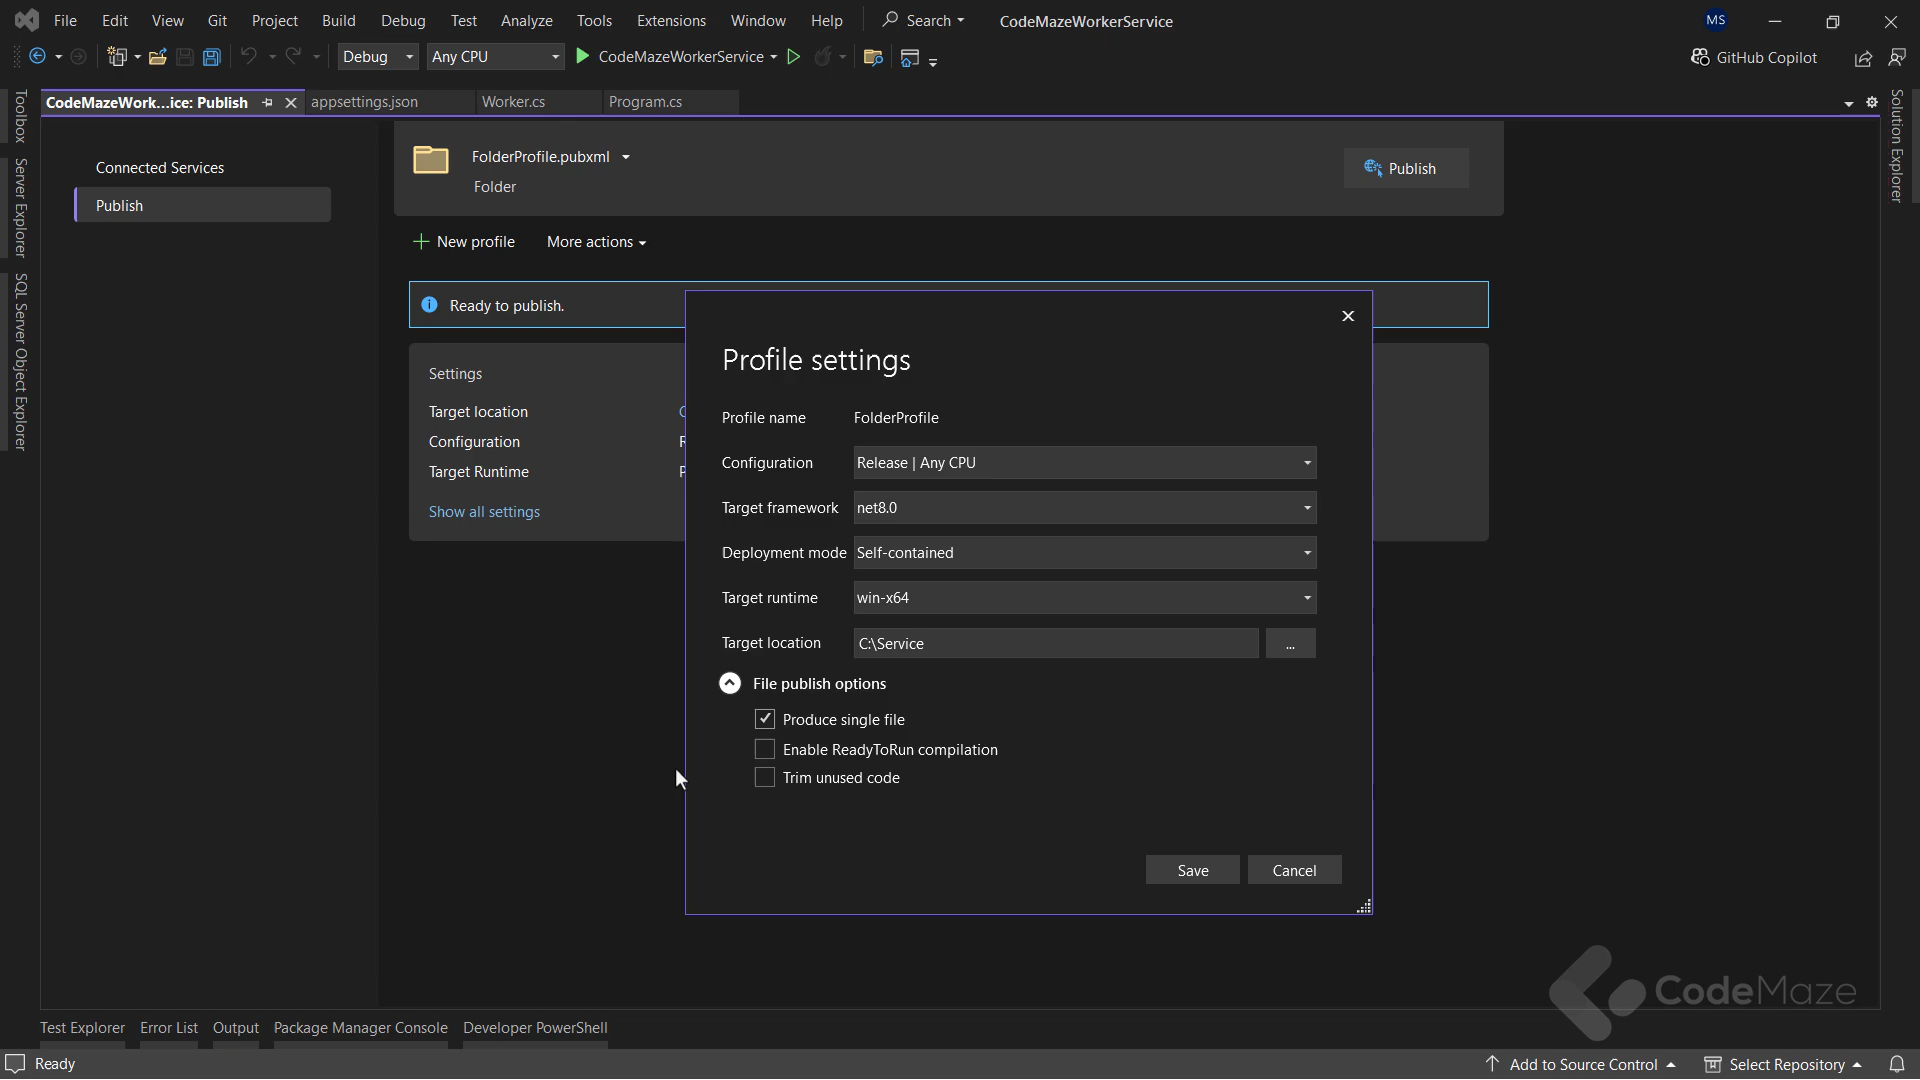 File Edit View Git Project Build Debug Test Analyze Tools Extensions Window Help Search CodeMazeWorkerService MS
Debug Any CPU CodeMazeWorkerService GitHub Copilot
CodeMazeWork...ice: Publish appsettings.json Worker.cs Program.cs
Toolbox
Server Explorer
SQL Server Object Explorer
Solution Explorer
Connected Services
Publish
FolderProfile.pubxml
Folder
Publish
New profile More actions
Ready to publish.
Settings
Target location
Configuration
Target Runtime
Show all settings
Profile settings
Profile name FolderProfile
Configuration Release | Any CPU
Target framework net8.0
Deployment mode Self-contained
Target runtime win-x64
Target location C:\Service ...
File publish options
Produce single file
Enable ReadyToRun compilation
Trim unused code
Save Cancel
CodeMaze
Test Explorer Error List Output Package Manager Console Developer PowerShell
Ready Add to Source Control Select Repository